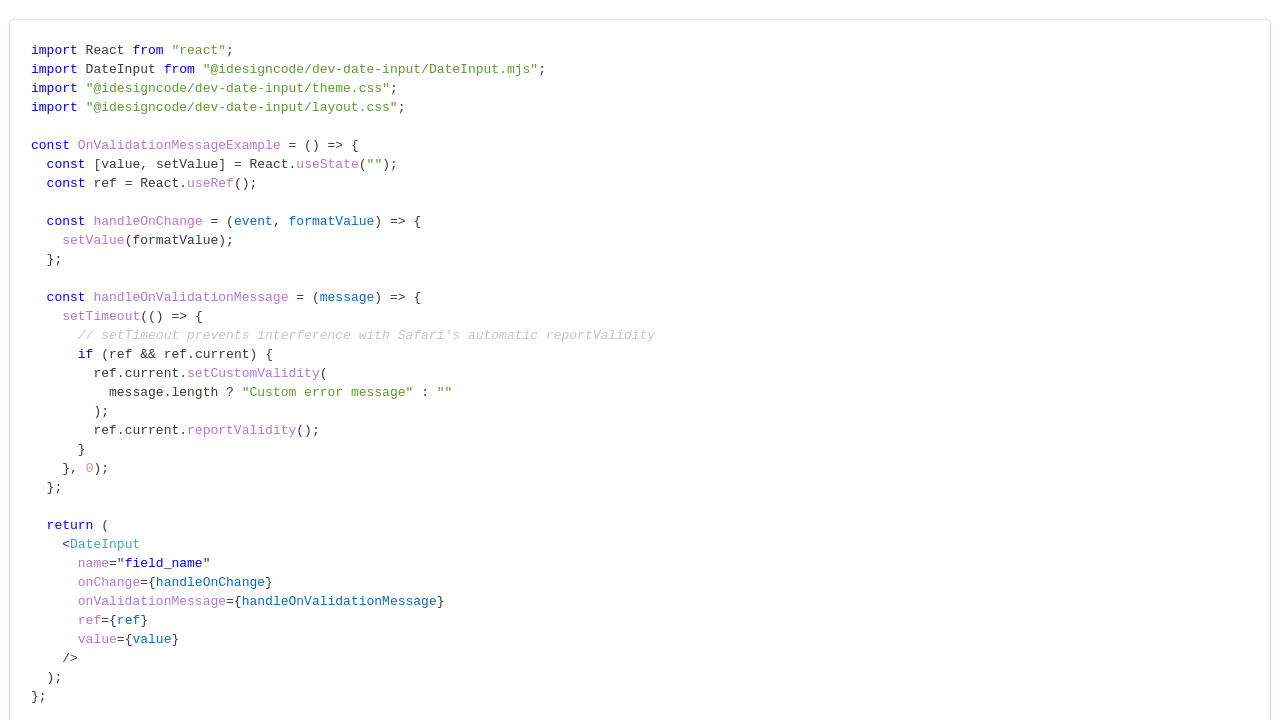 import React from "react";
import DateInput from "@idesigncode/dev-date-input/DateInput.mjs";
import "@idesigncode/dev-date-input/theme.css";
import "@idesigncode/dev-date-input/layout.css";

const OnValidationMessageExample = () => {
  const [value, setValue] = React.useState("");
  const ref = React.useRef();

  const handleOnChange = (event, formatValue) => {
    setValue(formatValue);
  };

  const handleOnValidationMessage = (message) => {
    setTimeout(() => {
      // setTimeout prevents interference with Safari's automatic reportValidity
      if (ref && ref.current) {
        ref.current.setCustomValidity(
          message.length ? "Custom error message" : ""
        );
        ref.current.reportValidity();
      }
    }, 0);
  };

  return (
    <DateInput
      name="field_name"
      onChange={handleOnChange}
      onValidationMessage={handleOnValidationMessage}
      ref={ref}
      value={value}
    />
  );
};